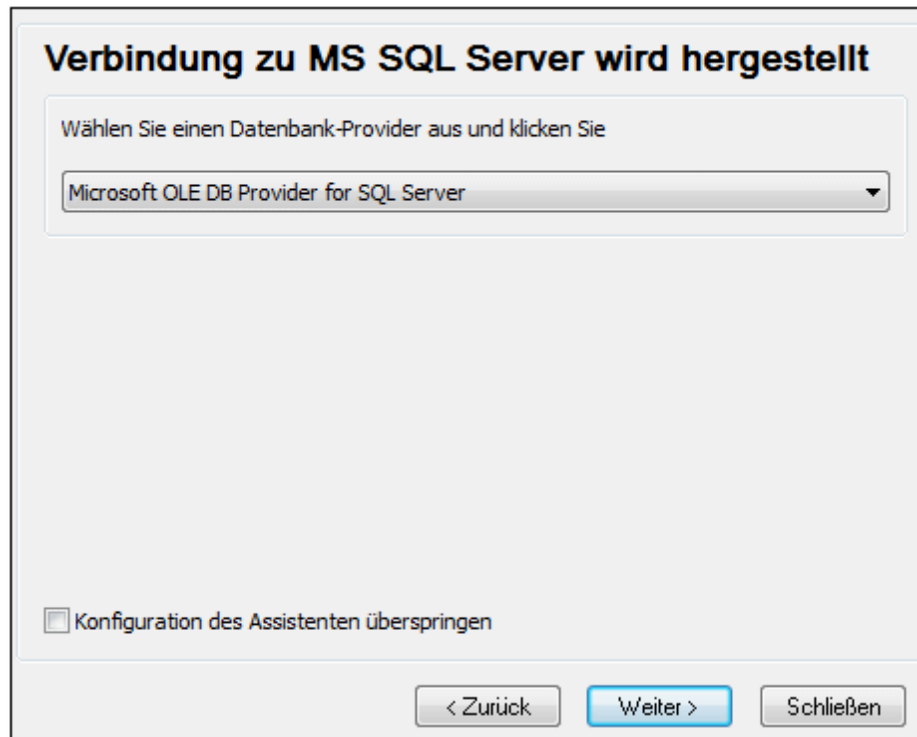 Verbindung zu MS SQL Server wird hergestellt
Wählen Sie einen Datenbank-Provider aus und klicken Sie
Microsoft OLE DB Provider for SQL Server
Konfiguration des Assistenten überspringen
< Zurück Weiter > Schließen